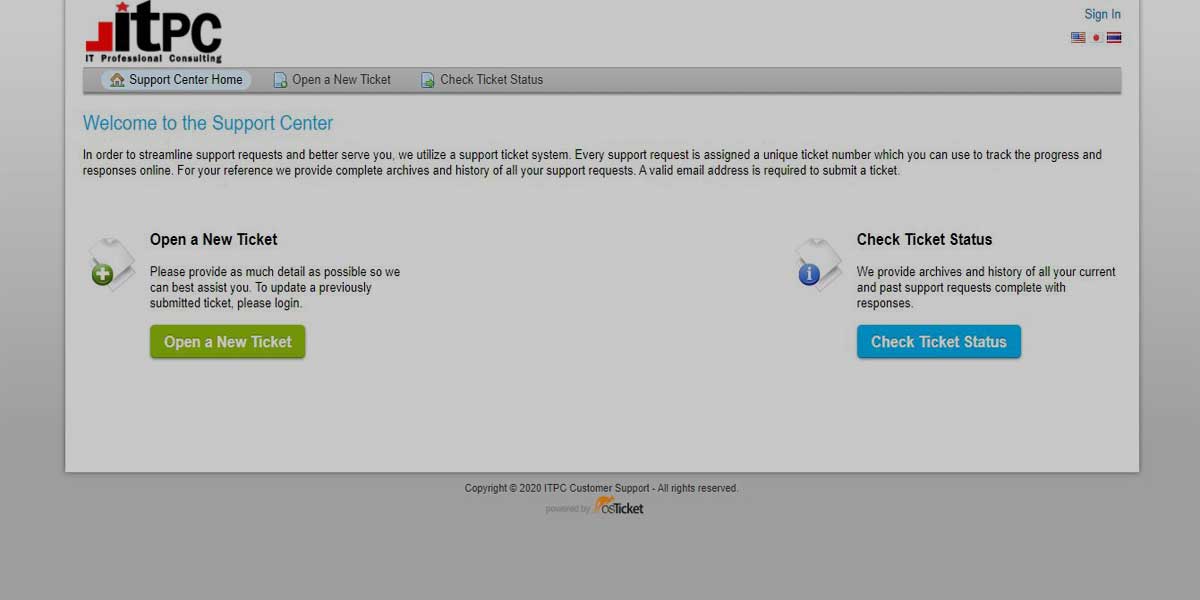 itPC
IT Professional Consulting
Sign In
Support Center Home
Open a New Ticket
Check Ticket Status
Welcome to the Support Center
In order to streamline support requests and better serve you, we utilize a support ticket system. Every support request is assigned a unique ticket number which you can use to track the progress and
responses online. For your reference we provide complete archives and history of all your support requests. A valid email address is required to submit a ticket.
Open a New Ticket
Please provide as much detail as possible so we
can best assist you. To update a previously
submitted ticket, please login.
Open a New Ticket
Check Ticket Status
We provide archives and history of all your current
and past support requests complete with
responses.
Check Ticket Status
Copyright © 2020 ITPC Customer Support - All rights reserved.
powered by osTicket